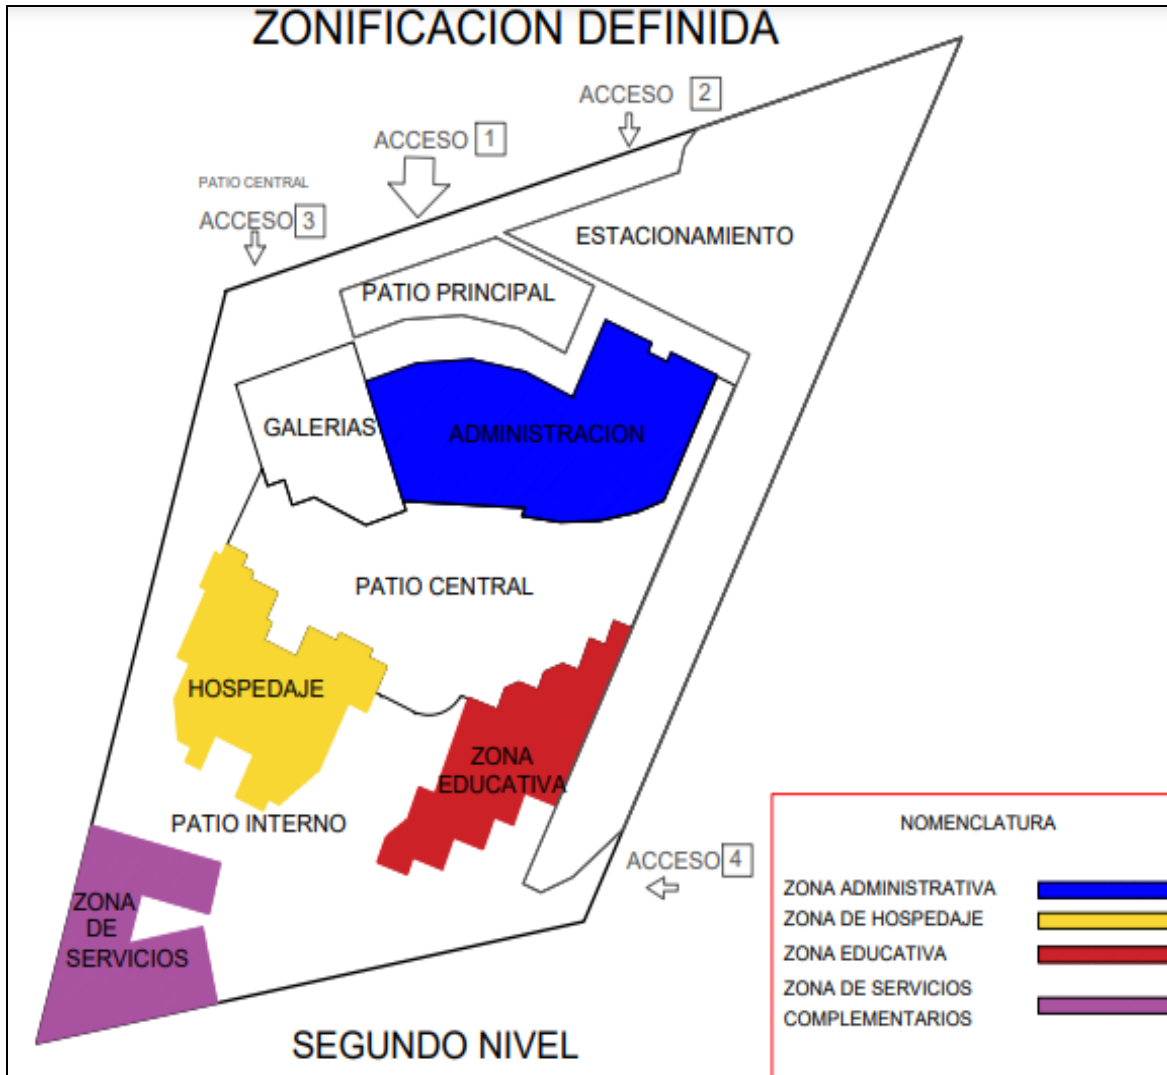 ZONIFICACION DEFINIDA
ACCESO 2
ACCESO 1
PATIO CENTRAL
ACCESO 3
ESTACIONAMIENTO
PATIO PRINCIPAL
GALERIAS
ADMINISTRACION
PATIO CENTRAL
HOSPEDAJE
ZONA
EDUCATIVA
PATIO INTERNO
ACCESO 4
ZONA
DE
SERVICIOS
SEGUNDO NIVEL
NOMENCLATURA
ZONA ADMINISTRATIVA
ZONA DE HOSPEDAJE
ZONA EDUCATIVA
ZONA DE SERVICIOS
COMPLEMENTARIOS